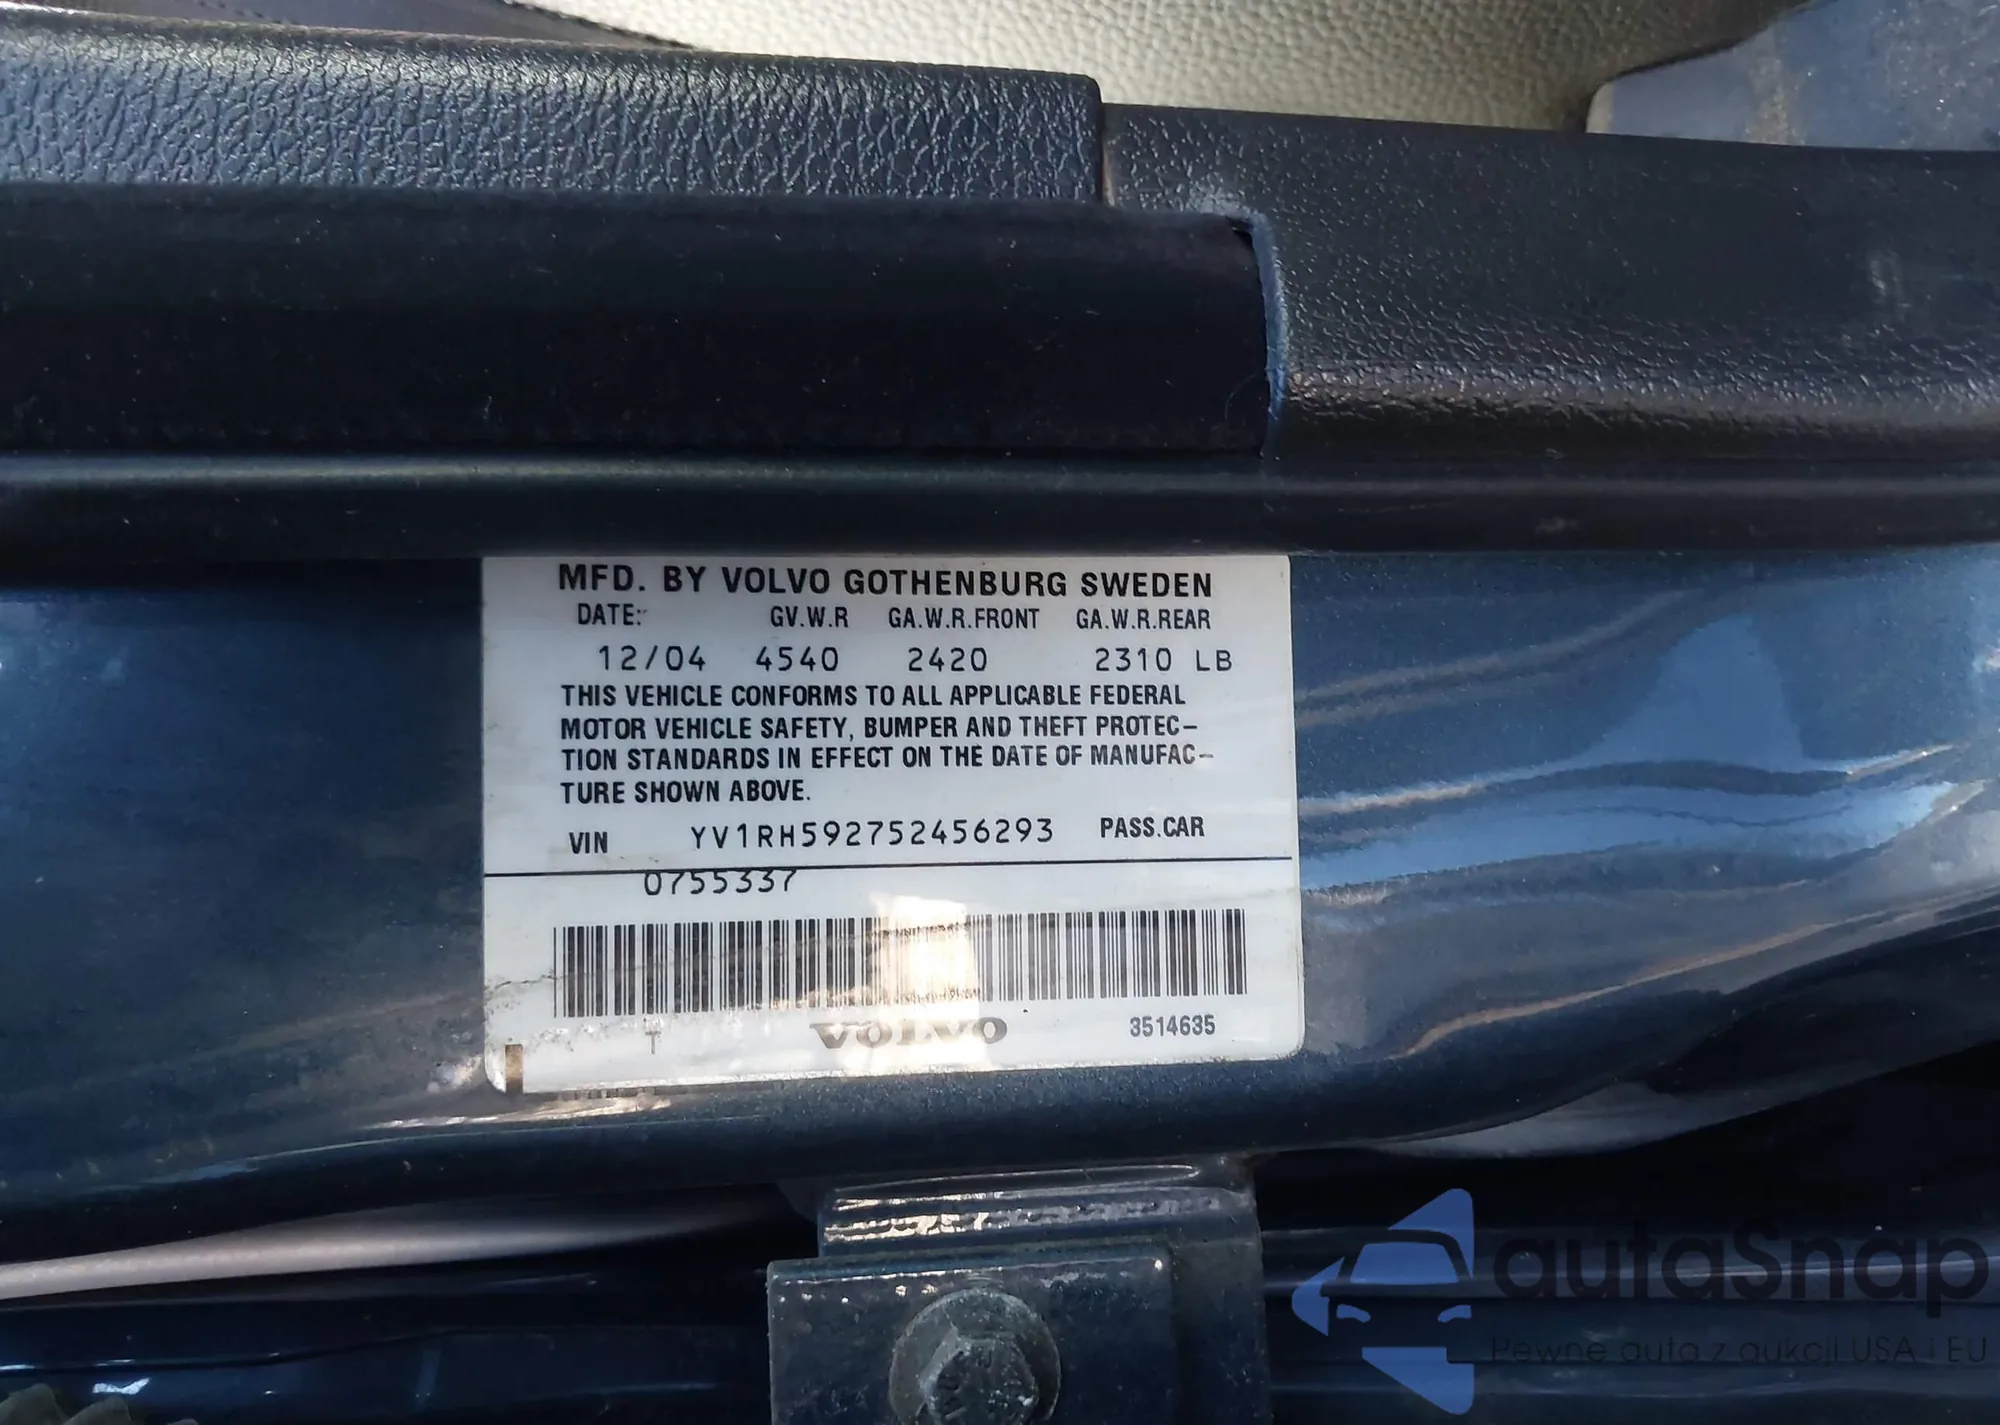 MFD. BY VOLVO GOTHENBURG SWEDEN
DATE: GV.W.R GA.W.R.FRONT GA.W.R.REAR
12/04 4540 2420 2310 LB
THIS VEHICLE CONFORMS TO ALL APPLICABLE FEDERAL
MOTOR VEHICLE SAFETY, BUMPER AND THEFT PROTEC-
TION STANDARDS IN EFFECT ON THE DATE OF MANUFAC-
TURE SHOWN ABOVE.
VIN YV1RH592752456293 PASS.CAR
0755337
T VOLVO 3514635
autaSnap
Pewne auta z aukcji USA i EU